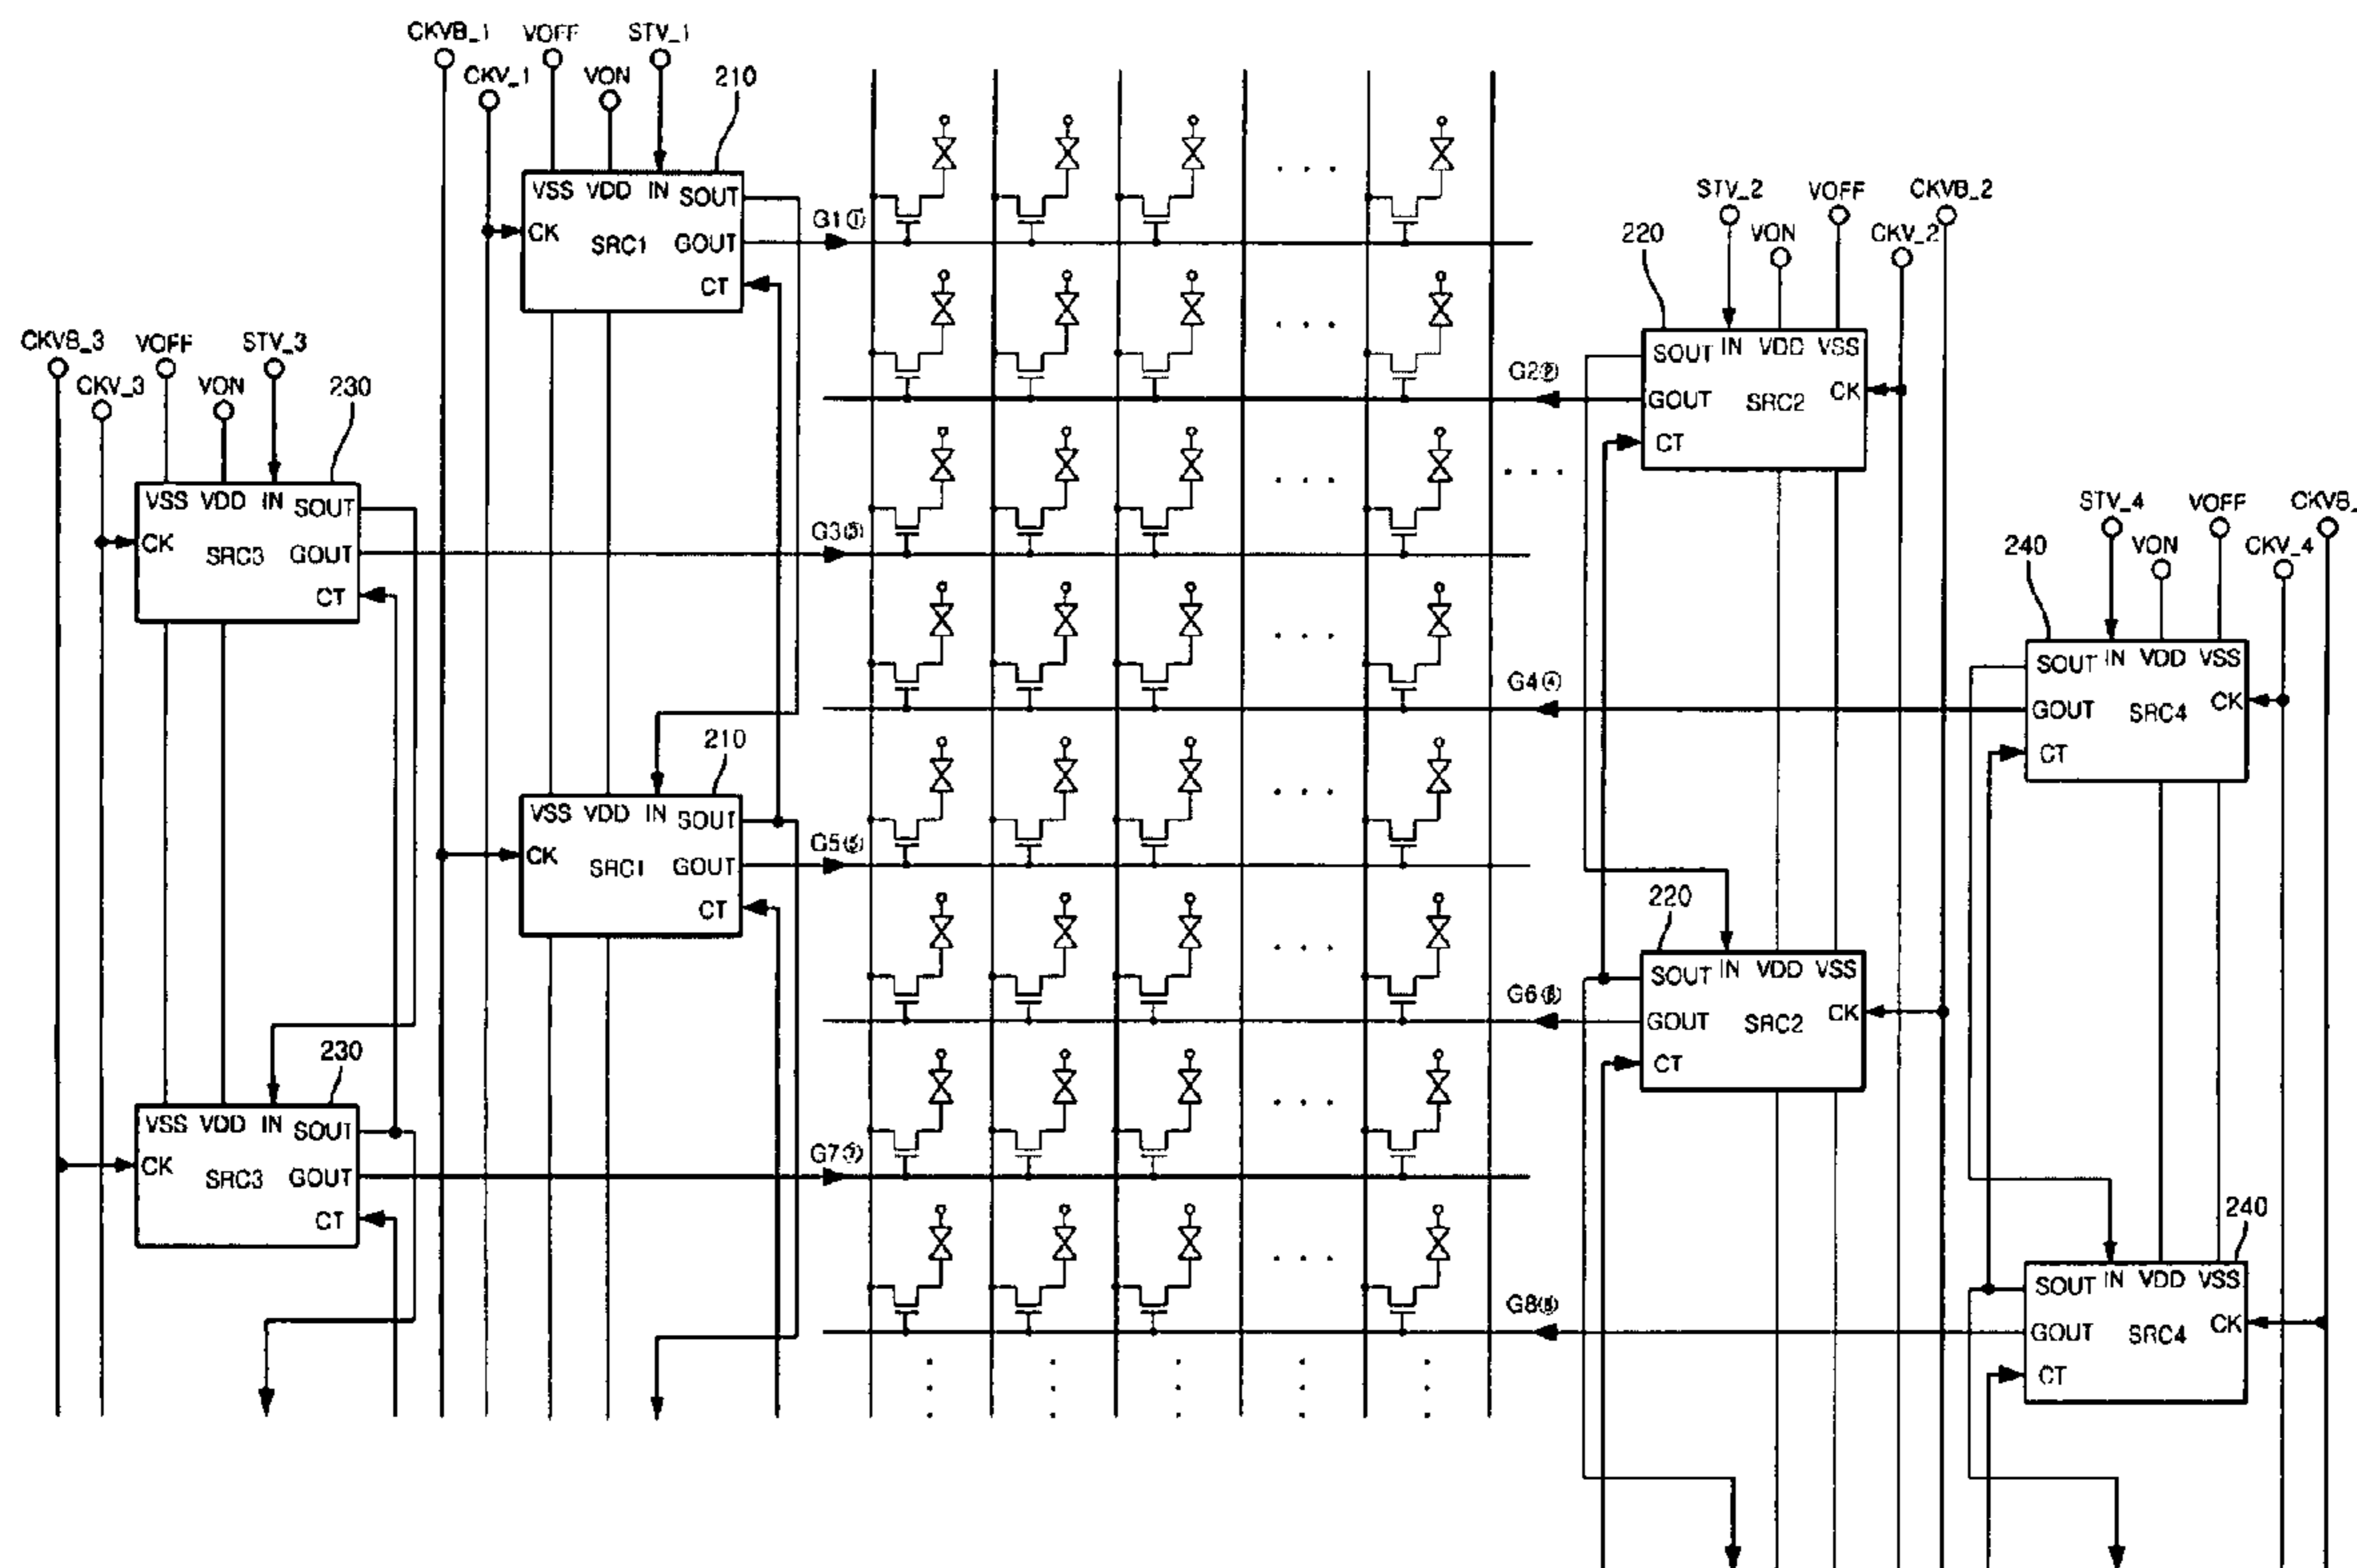 CKVB_1 VOFF STV_1
CKV_1 VON 210
VSS VDD IN SOUT
CK SRC1 GOUT
CT
G1①
STV_2 VOFF CKVB_2
220 VON CKV_2
SOUT IN VDD VSS
GOUT SRC2 CK
CT
G2②
CKVB_3 VOFF STV_3
CKV_3 VON 230
VSS VDD IN SOUT
CK SRC3 GOUT
CT
G3③
STV_4 VOFF CKVB_
240 VON CKV_4
SOUT IN VDD VSS
GOUT SRC4 CK
CT
G4④
210
VSS VDD IN SOUT
CK SRC1 GOUT
CT
G5⑤
220
SOUT IN VDD VSS
GOUT SRC2 CK
CT
G6⑥
230
VSS VDD IN SOUT
CK SRC3 GOUT
CT
G7⑦
240
SOUT IN VDD VSS
GOUT SRC4 CK
CT
G8⑧